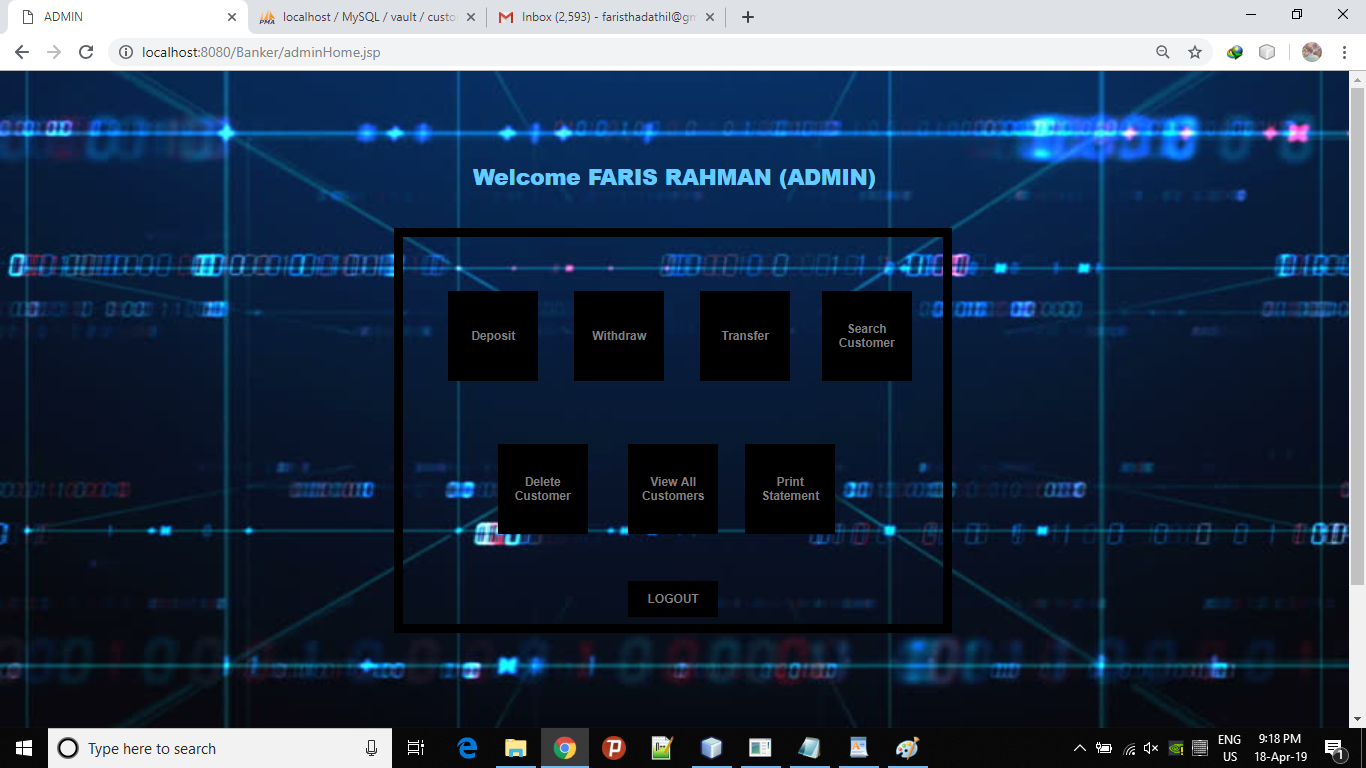 ADMIN
localhost / MySQL / vault / custo
Inbox (2,593) - faristhadathil@gm
localhost:8080/Banker/adminHome.jsp
Welcome FARIS RAHMAN (ADMIN)
Deposit
Withdraw
Transfer
Search
Customer
Delete
Customer
View All
Customers
Print
Statement
LOGOUT
Type here to search
ENG
US
9:18 PM
18-Apr-19
1